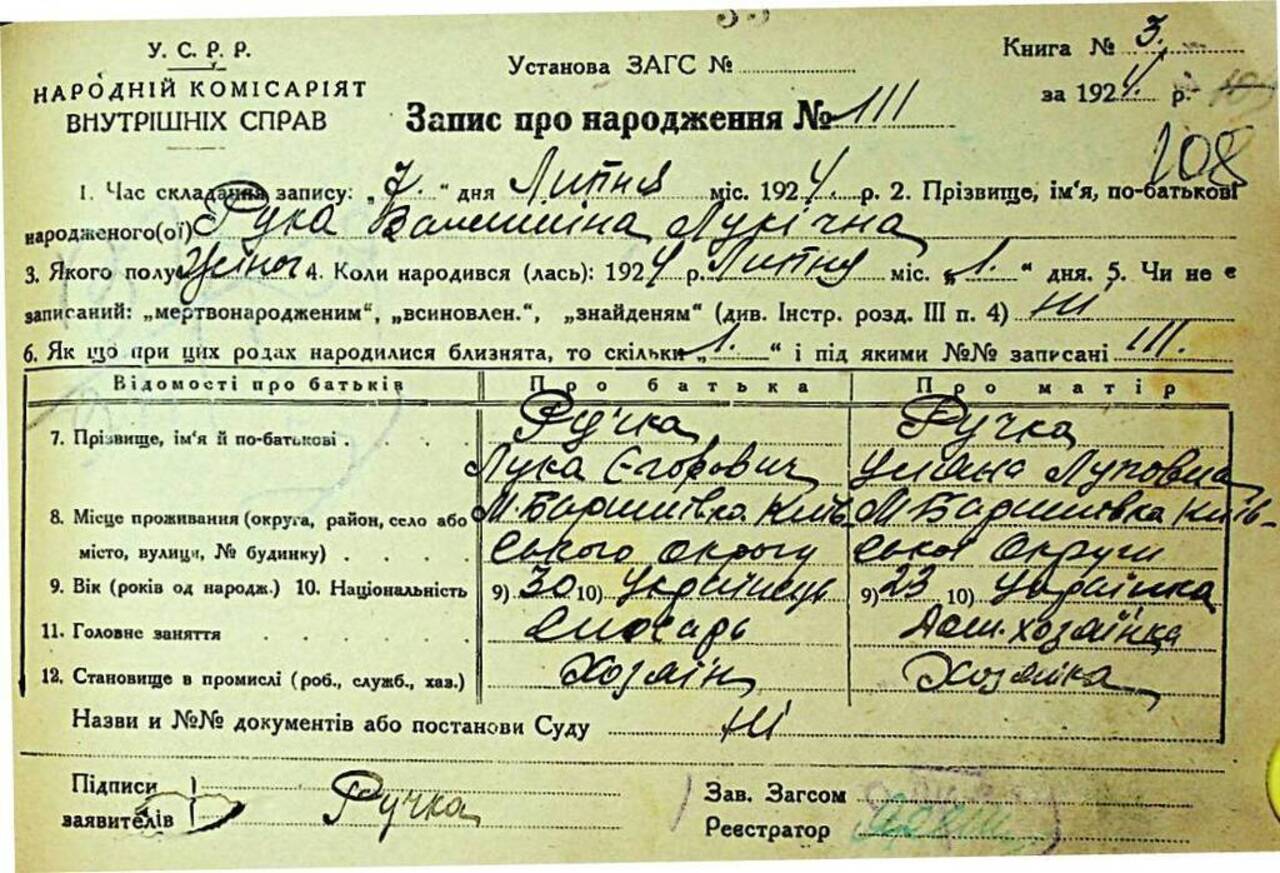 У. С. Р. Р.
НАРОДНІЙ КОМІСАРІЯТ
ВНУТРІШНІХ СПРАВ
Установа ЗАГС №
Книга № 3.
за 1924 р.
Запис про народження № 111
108
1. Час складання запису: „7.“ дня Липня міс. 1924. р. 2. Прізвище, ім'я, по-батькові
народженого(ої) Рука Валентіна Лукічна
3. Якого полу жіноч 4. Коли народився (лась): 1924 р. Липня міс. „1.“ дня. 5. Чи не є
записаний: „мертвонародженим“, „всиновлен.“, „знайденям“ (див. Інстр. розд. III п. 4) Ні
6. Як що при цих родах народилися близнята, то скільки „1.“ і під якими №№ записані 111.
Відомості про батьків Про батька Про матір
7. Прізвище, ім'я й по-батькові Ручка Ручка
Лука Єгорович Уляна Луповна
8. Місце проживання (округа, район, село або М. Баришівка Київ М. Баришівка Київ-
місто, вулиця, № будинку) ського округу ської Округи
9. Вік (років од народж.) 10. Національність 9) 30 10) Українець 9) 23 10) Українка
11. Головне заняття Слюсарь Дом. хозяїнка
12. Становище в промислі (роб., служб., хаз.) Хозяїн Хозяйка
Назви и №№ документів або постанови Суду Ні
Підписи
заявителів Ручка
Зав. Загсом
Реєстратор